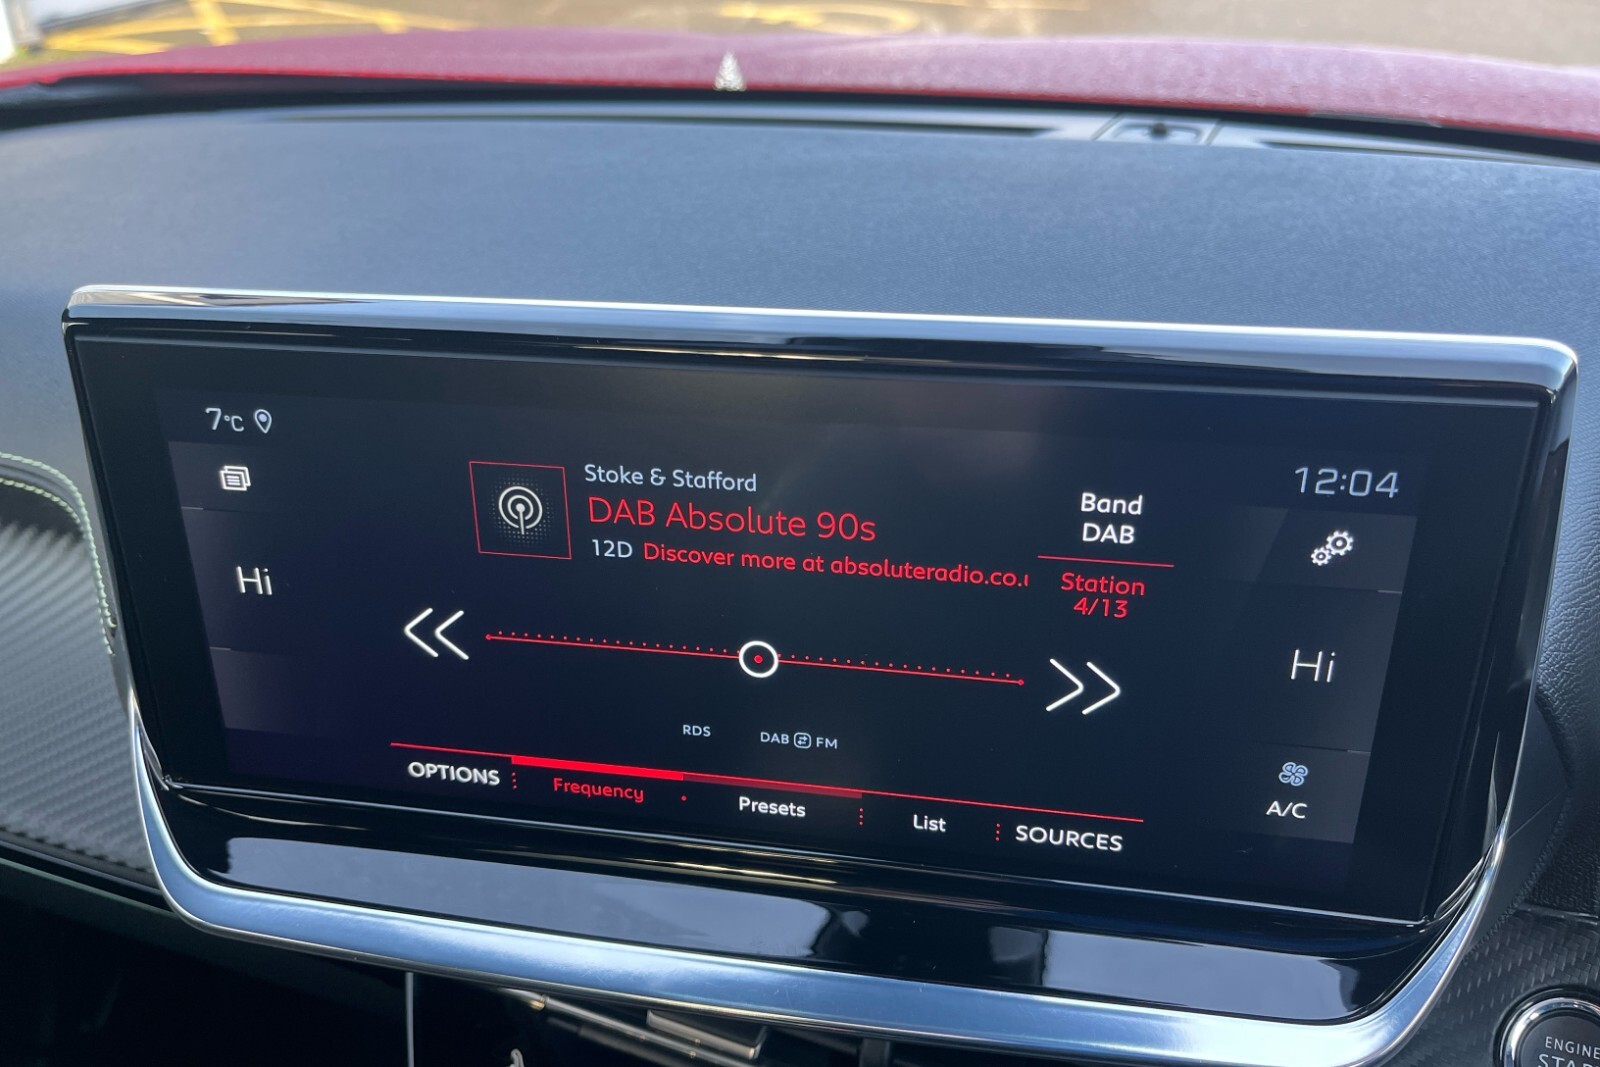 7°C
12:04
Stoke & Stafford
DAB Absolute 90s
12D Discover more at absoluteradio.co.
Band
DAB
Station
4/13
Hi
Hi
RDS
DAB FM
OPTIONS
Frequency
Presets
List
SOURCES
A/C
ENGINE